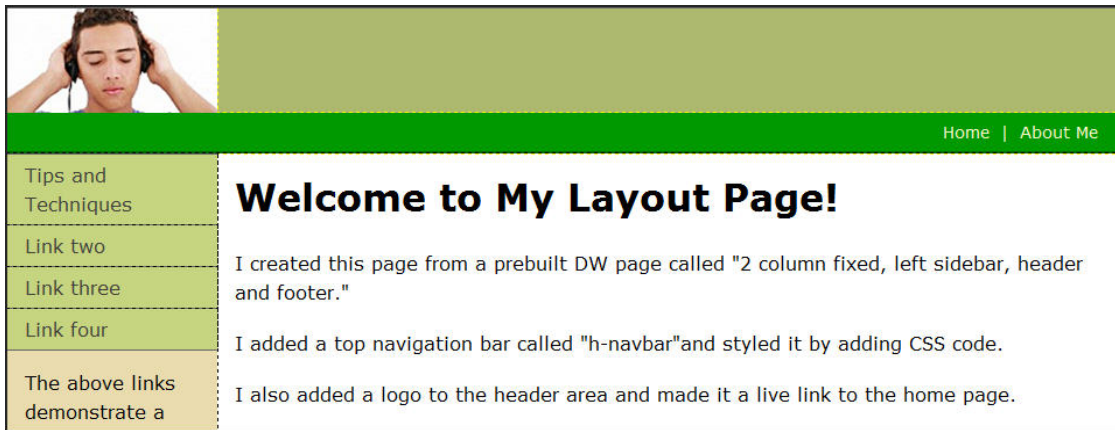 Home | About Me
Tips and
Techniques
Link two
Link three
Link four
The above links
demonstrate a
Welcome to My Layout Page!
I created this page from a prebuilt DW page called "2 column fixed, left sidebar, header
and footer."
I added a top navigation bar called "h-navbar"and styled it by adding CSS code.
I also added a logo to the header area and made it a live link to the home page.